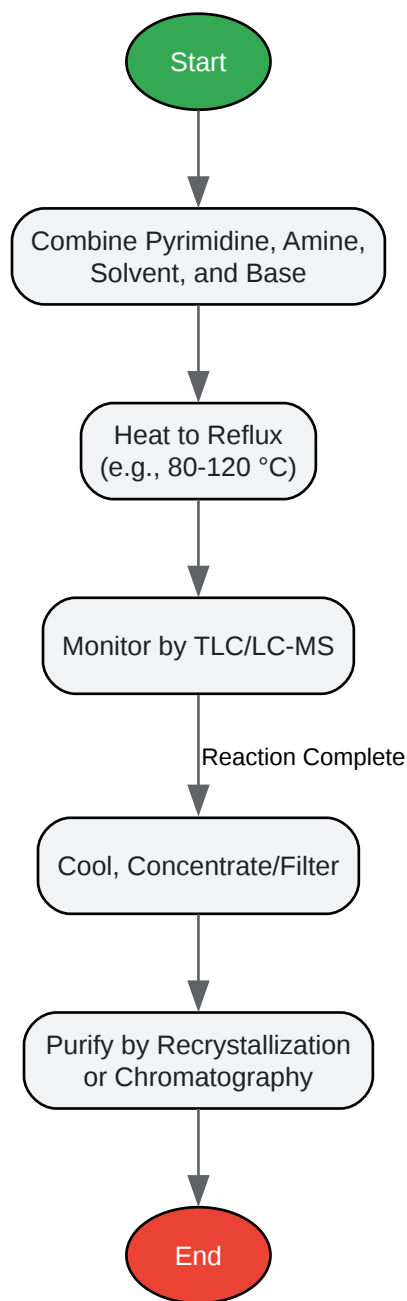 Start
Combine Pyrimidine, Amine,
Solvent, and Base
Heat to Reflux
(e.g., 80-120 °C)
Monitor by TLC/LC-MS
Reaction Complete
Cool, Concentrate/Filter
Purify by Recrystallization
or Chromatography
End